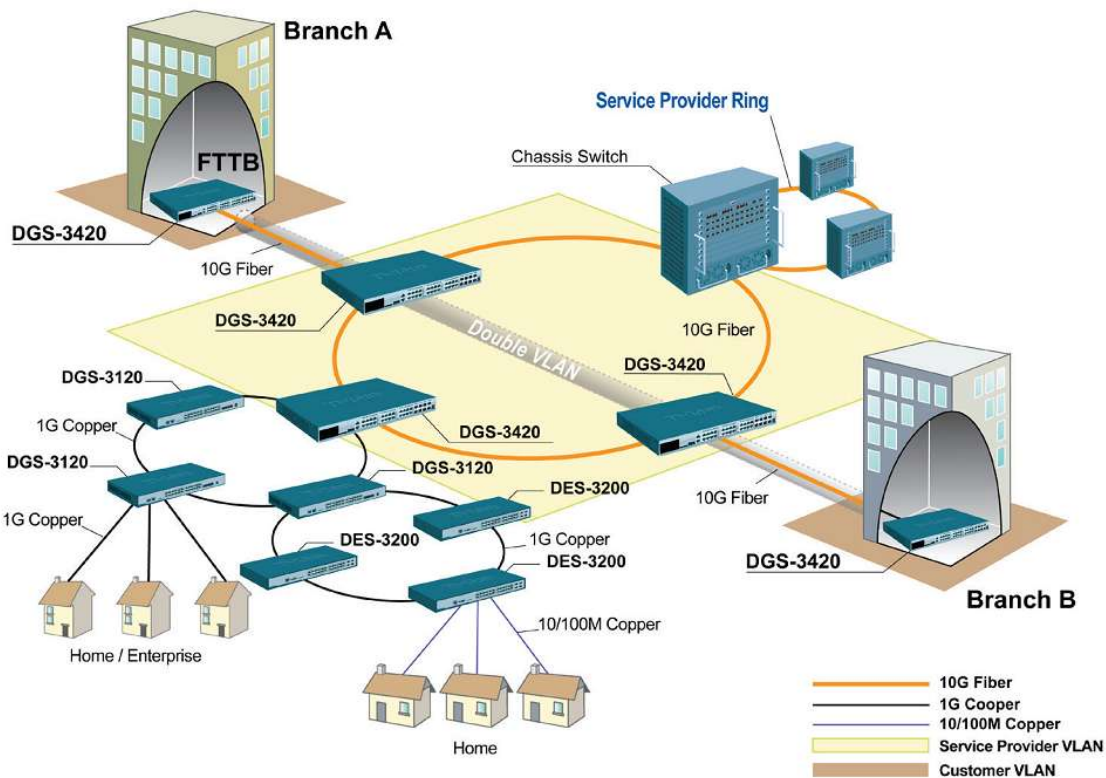 Branch A
Service Provider Ring
Chassis Switch
FTTB
DGS-3420
10G Fiber
DGS-3420
Double VLAN
10G Fiber
DGS-3420
DGS-3120
1G Copper
DGS-3420
DGS-3120
DGS-3120
10G Fiber
DES-3200
1G Copper
1G Copper
DES-3200
DES-3200
DGS-3420
Branch B
10/100M Copper
Home / Enterprise
Home
10G Fiber
1G Cooper
10/100M Copper
Service Provider VLAN
Customer VLAN